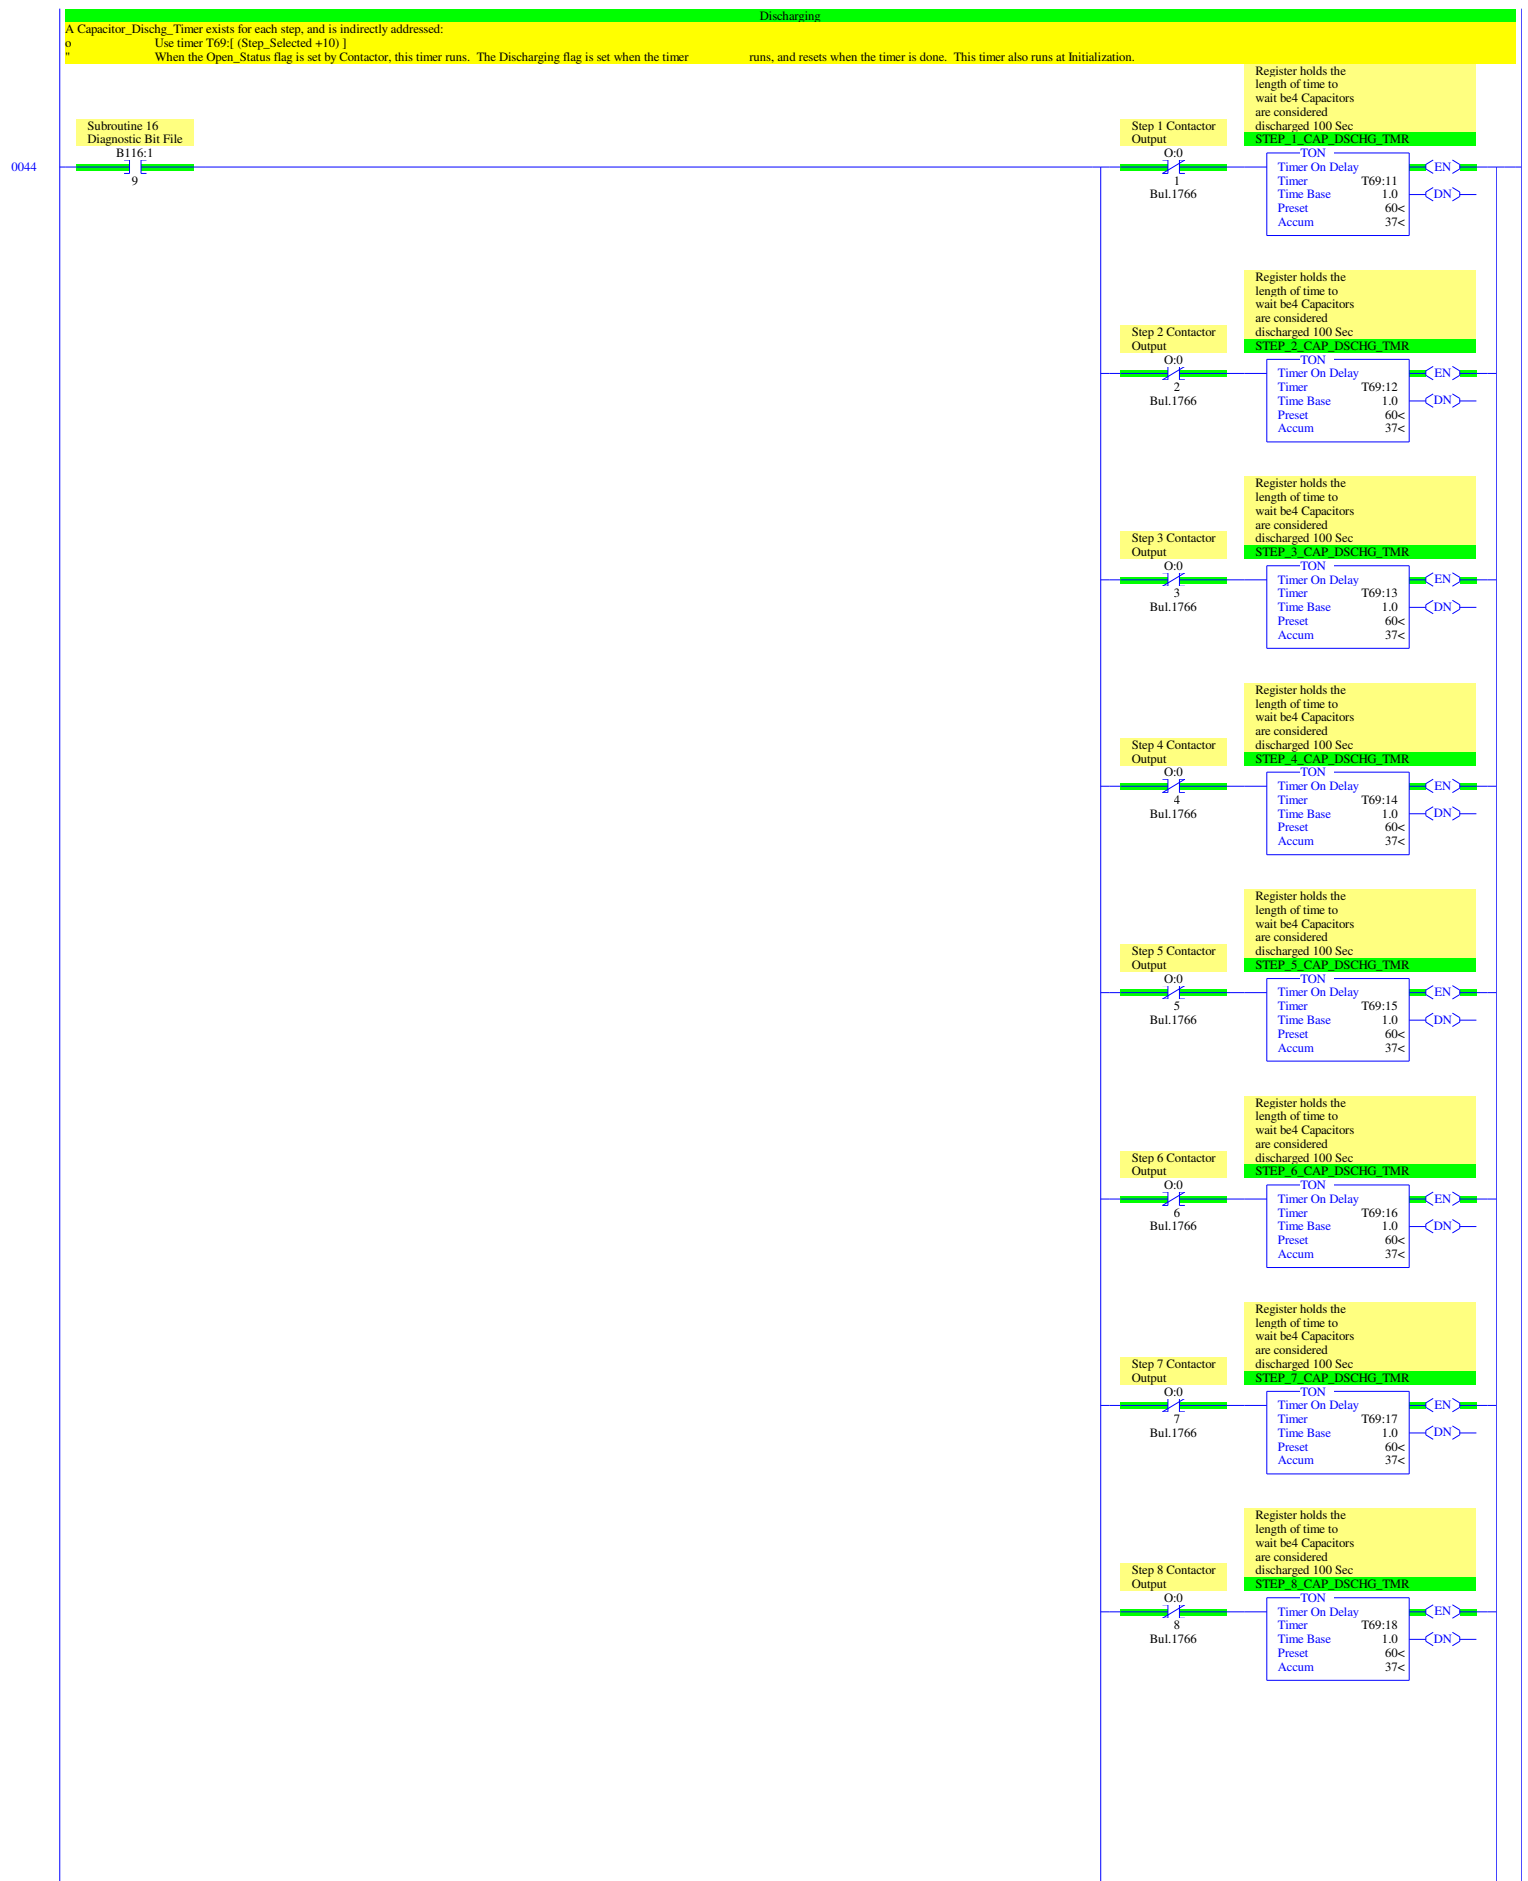 Discharging
A Capacitor_Dischg_Timer exists for each step, and is indirectly addressed:
o Use timer T69:[ (Step_Selected +10) ]
" When the Open_Status flag is set by Contactor, this timer runs. The Discharging flag is set when the timer runs, and resets when the timer is done. This timer also runs at Initialization.
0044
Subroutine 16
Diagnostic Bit File
B116:1
9
Step 1 Contactor
Output
O:0
1
Bul.1766
Register holds the
length of time to
wait be4 Capacitors
are considered
discharged 100 Sec
STEP_1_CAP_DSCHG_TMR
TON
Timer On Delay
Timer T69:11
Time Base 1.0
Preset 60<
Accum 37<
EN
DN
Step 2 Contactor
Output
O:0
2
Bul.1766
Register holds the
length of time to
wait be4 Capacitors
are considered
discharged 100 Sec
STEP_2_CAP_DSCHG_TMR
TON
Timer On Delay
Timer T69:12
Time Base 1.0
Preset 60<
Accum 37<
EN
DN
Step 3 Contactor
Output
O:0
3
Bul.1766
Register holds the
length of time to
wait be4 Capacitors
are considered
discharged 100 Sec
STEP_3_CAP_DSCHG_TMR
TON
Timer On Delay
Timer T69:13
Time Base 1.0
Preset 60<
Accum 37<
EN
DN
Step 4 Contactor
Output
O:0
4
Bul.1766
Register holds the
length of time to
wait be4 Capacitors
are considered
discharged 100 Sec
STEP_4_CAP_DSCHG_TMR
TON
Timer On Delay
Timer T69:14
Time Base 1.0
Preset 60<
Accum 37<
EN
DN
Step 5 Contactor
Output
O:0
5
Bul.1766
Register holds the
length of time to
wait be4 Capacitors
are considered
discharged 100 Sec
STEP_5_CAP_DSCHG_TMR
TON
Timer On Delay
Timer T69:15
Time Base 1.0
Preset 60<
Accum 37<
EN
DN
Step 6 Contactor
Output
O:0
6
Bul.1766
Register holds the
length of time to
wait be4 Capacitors
are considered
discharged 100 Sec
STEP_6_CAP_DSCHG_TMR
TON
Timer On Delay
Timer T69:16
Time Base 1.0
Preset 60<
Accum 37<
EN
DN
Step 7 Contactor
Output
O:0
7
Bul.1766
Register holds the
length of time to
wait be4 Capacitors
are considered
discharged 100 Sec
STEP_7_CAP_DSCHG_TMR
TON
Timer On Delay
Timer T69:17
Time Base 1.0
Preset 60<
Accum 37<
EN
DN
Step 8 Contactor
Output
O:0
8
Bul.1766
Register holds the
length of time to
wait be4 Capacitors
are considered
discharged 100 Sec
STEP_8_CAP_DSCHG_TMR
TON
Timer On Delay
Timer T69:18
Time Base 1.0
Preset 60<
Accum 37<
EN
DN